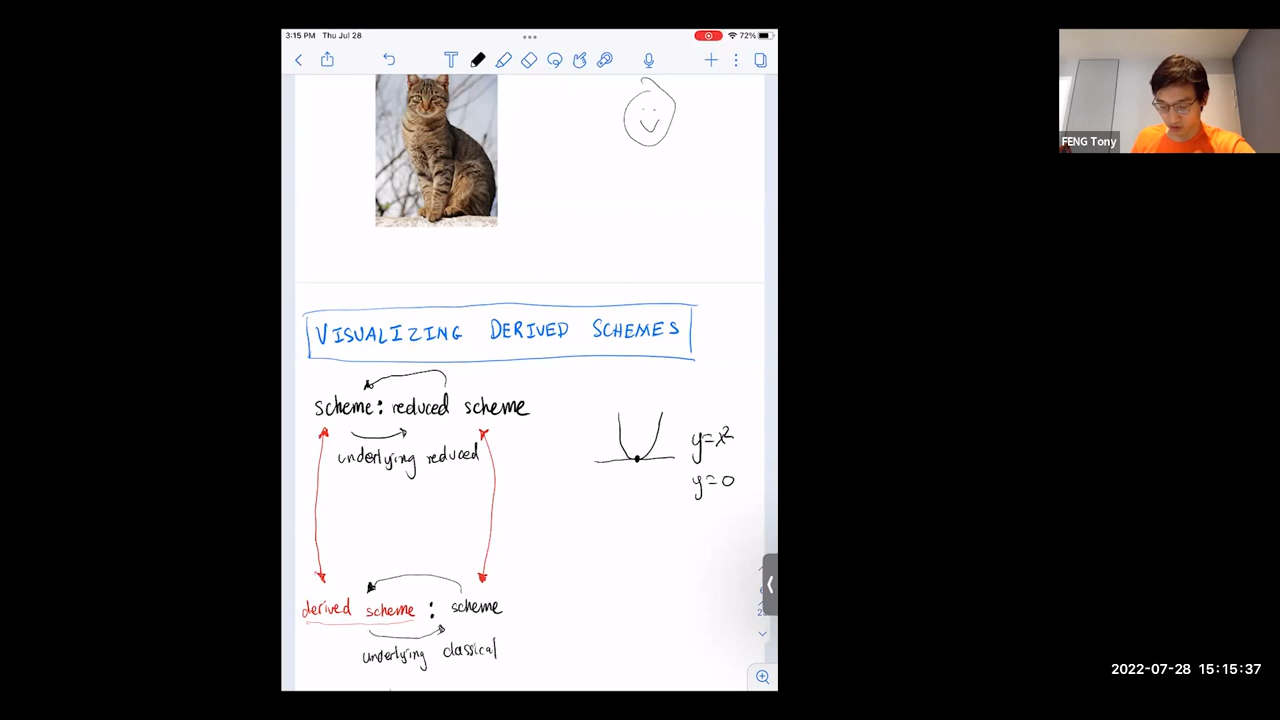 3:15 PM Thu Jul 28
72%
FENG Tony
VISUALIZING DERIVED SCHEMES
scheme: reduced scheme
underlying reduced
y=x²
y=0
derived scheme : scheme
underlying classical
2022-07-28 15:15:37